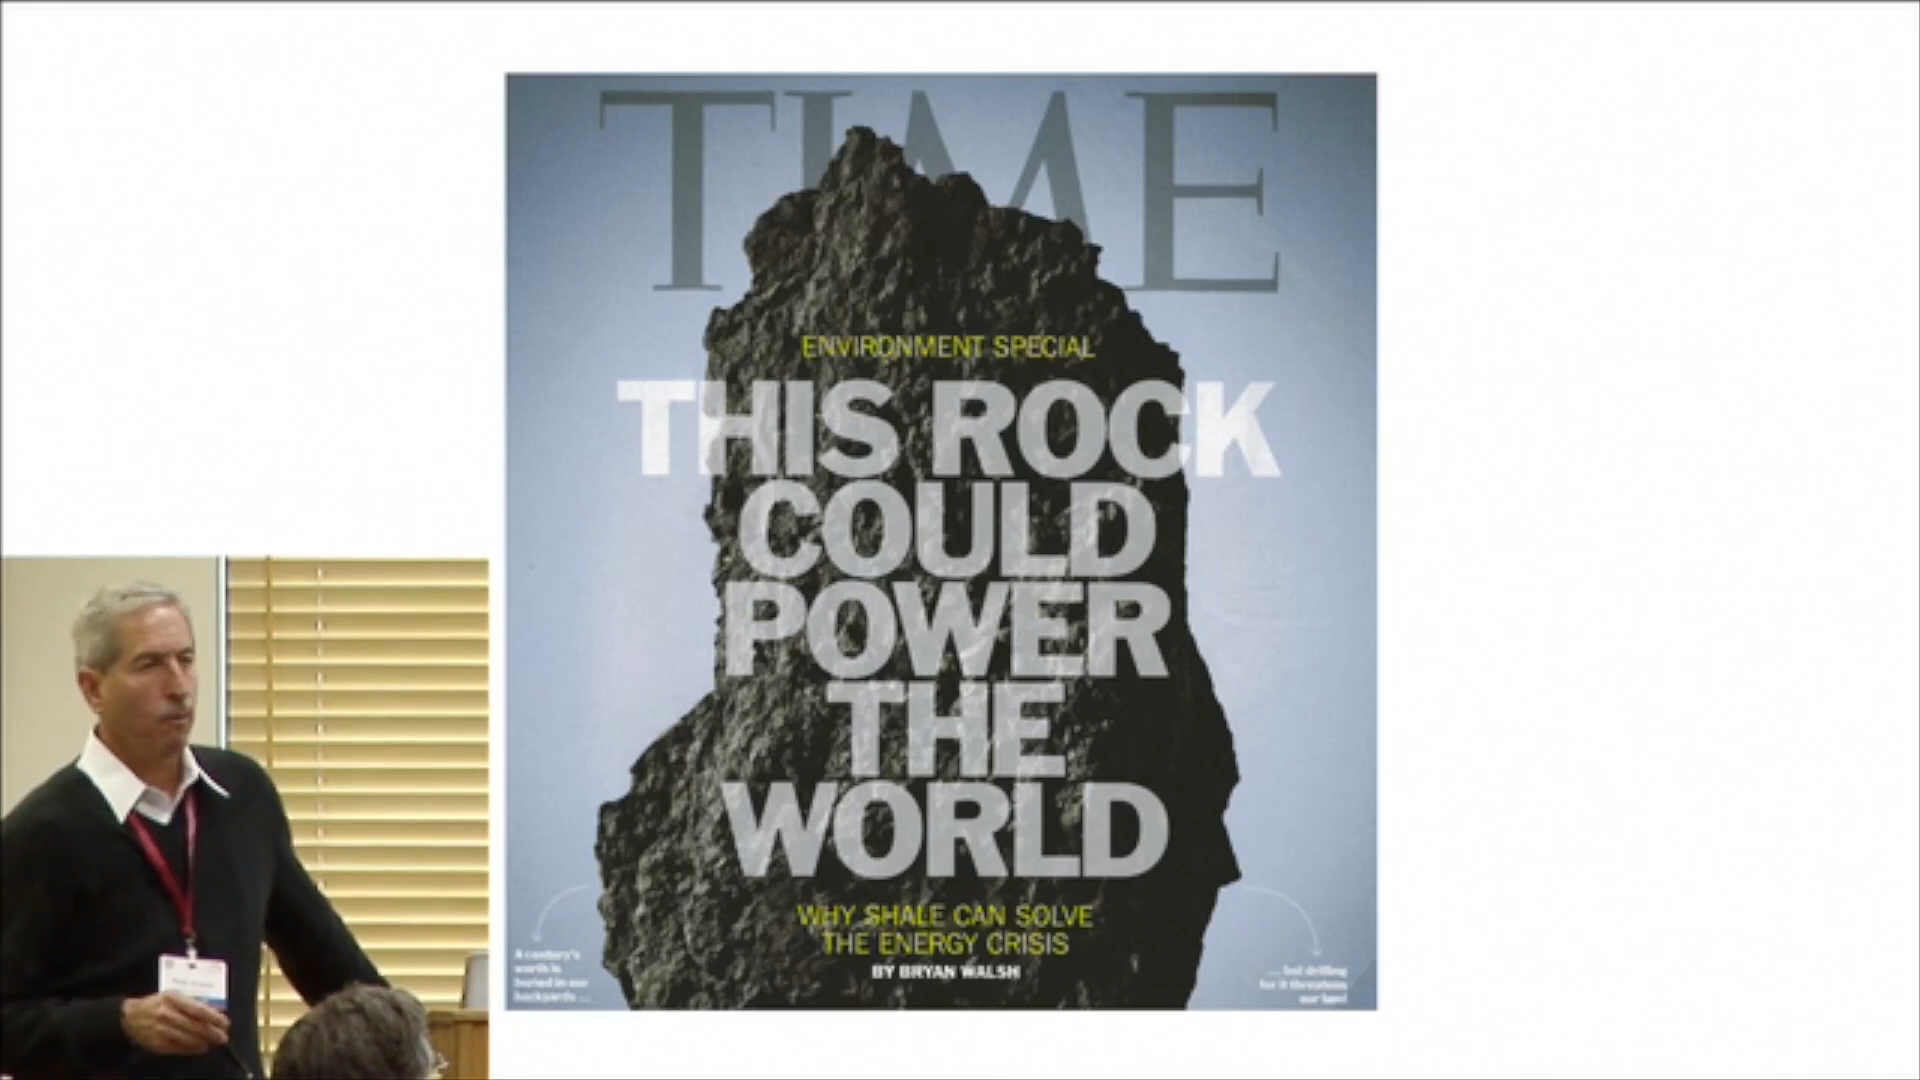 TIME
ENVIRONMENT SPECIAL
THIS ROCK
COULD
POWER
THE
WORLD
WHY SHALE CAN SOLVE
THE ENERGY CRISIS
BY BRYAN WALSH
A century's
worth is
buried in our
backyards ...
... but drilling
for it threatens
our land